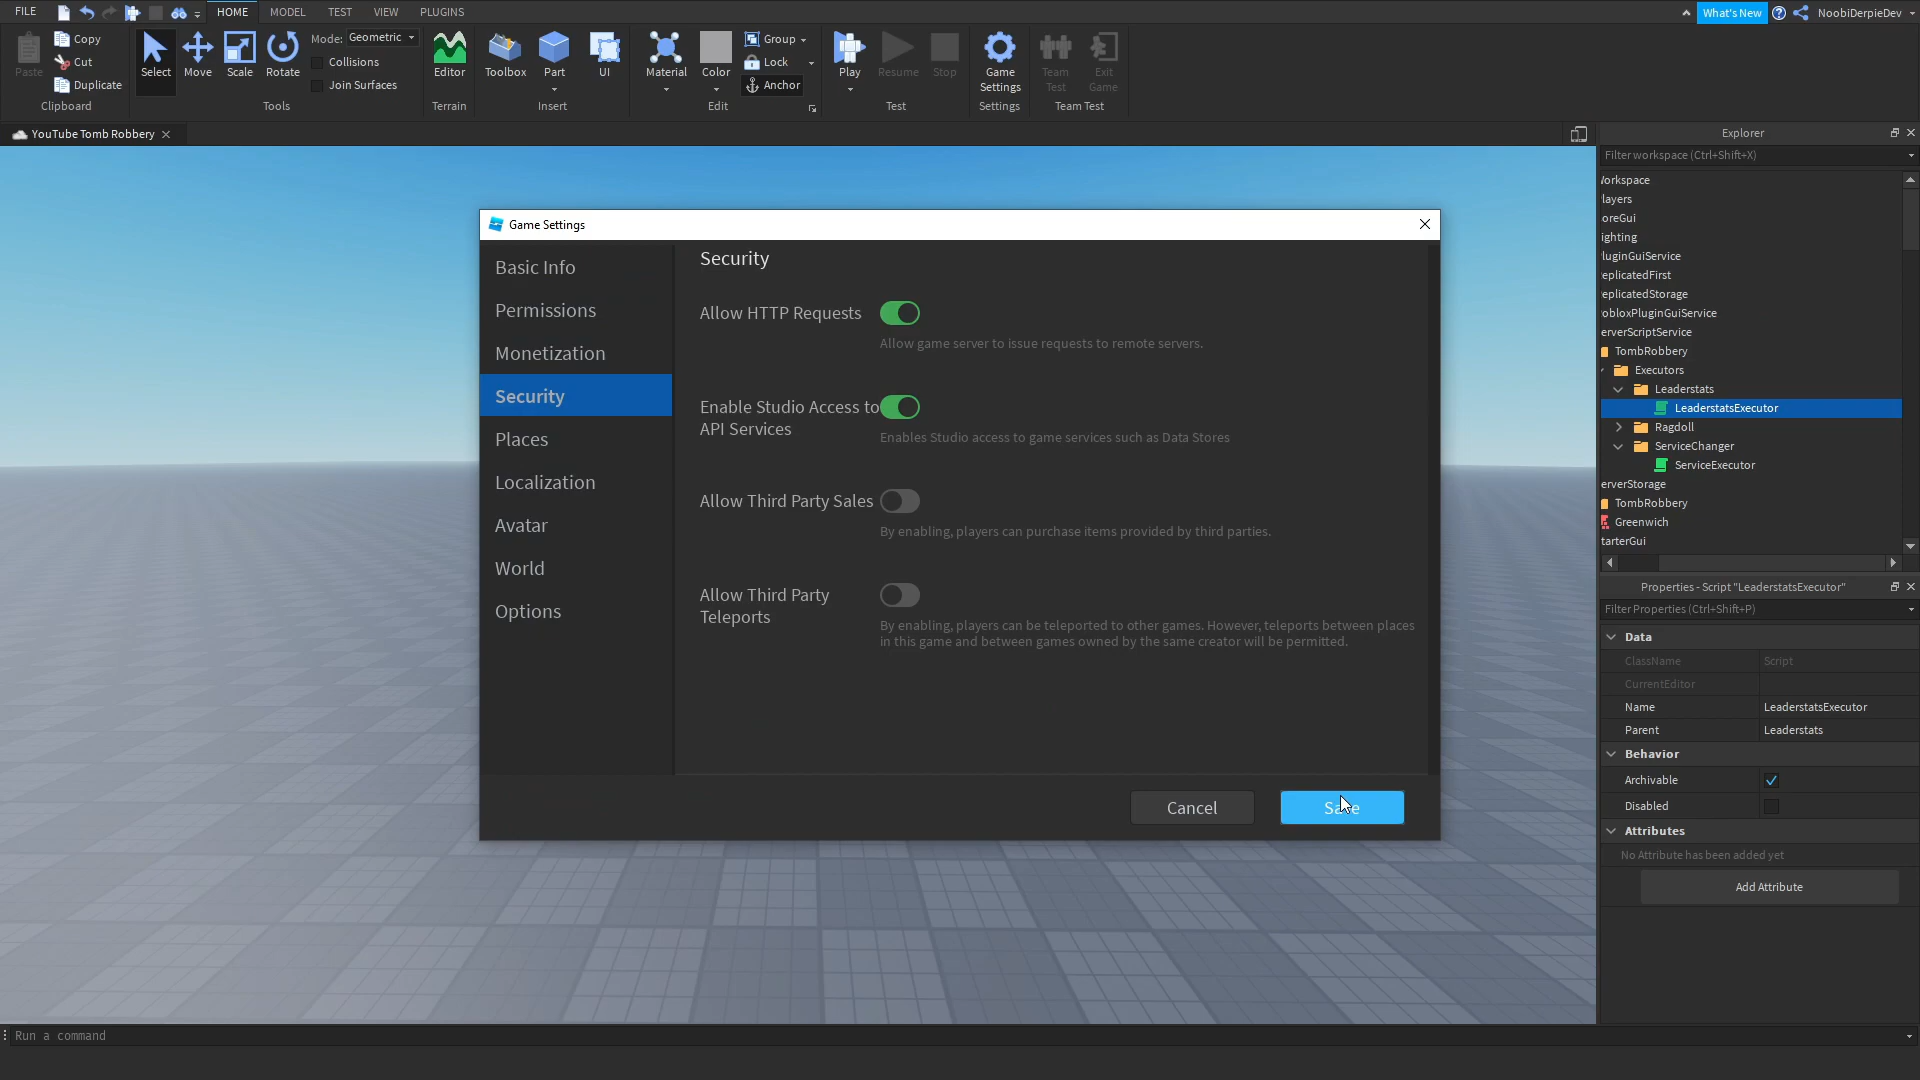 FILE
HOME
MODEL
TEST
VIEW
PLUGINS
What's New
NoobiDerpieDev
Paste
Copy
Cut
Duplicate
Clipboard
Select
Move
Scale
Rotate
Mode: Geometric
Collisions
Join Surfaces
Tools
Editor
Terrain
Toolbox
Part
UI
Insert
Material
Color
Group
Lock
Anchor
Edit
Play
Resume
Stop
Test
Game
Settings
Settings
Team
Test
Exit
Game
Team Test
YouTube Tomb Robbery
Game Settings
Basic Info
Permissions
Monetization
Security
Places
Localization
Avatar
World
Options
Security
Allow HTTP Requests
Allow game server to issue requests to remote servers.
Enable Studio Access to
API Services
Enables Studio access to game services such as Data Stores
Allow Third Party Sales
By enabling, players can purchase items provided by third parties.
Allow Third Party
Teleports
By enabling, players can be teleported to other games. However, teleports between places
in this game and between games owned by the same creator will be permitted.
Cancel
Save
Explorer
Filter workspace (Ctrl+Shift+X)
orkspace
layers
oreGui
ighting
luginGuiService
eplicatedFirst
eplicatedStorage
obloxPluginGuiService
erverScriptService
TombRobbery
Executors
Leaderstats
LeaderstatsExecutor
Ragdoll
ServiceChanger
ServiceExecutor
erverStorage
TombRobbery
Greenwich
tarterGui
Properties - Script "LeaderstatsExecutor"
Filter Properties (Ctrl+Shift+P)
Data
ClassName Script
CurrentEditor
Name LeaderstatsExecutor
Parent Leaderstats
Behavior
Archivable
Disabled
Attributes
No Attribute has been added yet
Add Attribute
Run a command